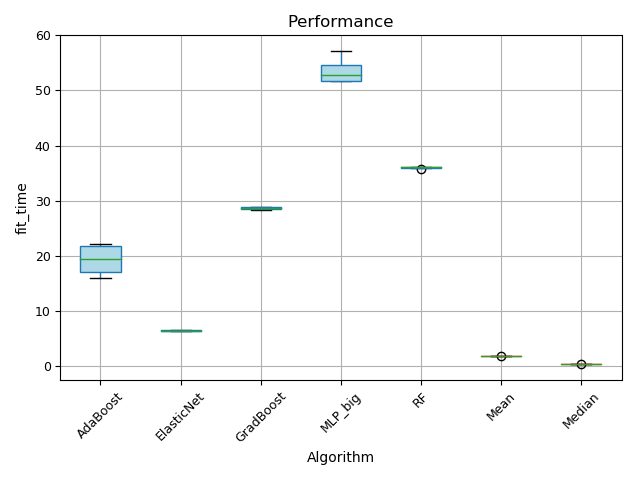 Performance
60
50
40
30
20
10
0
fit_time
AdaBoost
ElasticNet
GradBoost
MLP_big
RF
Mean
Median
Algorithm